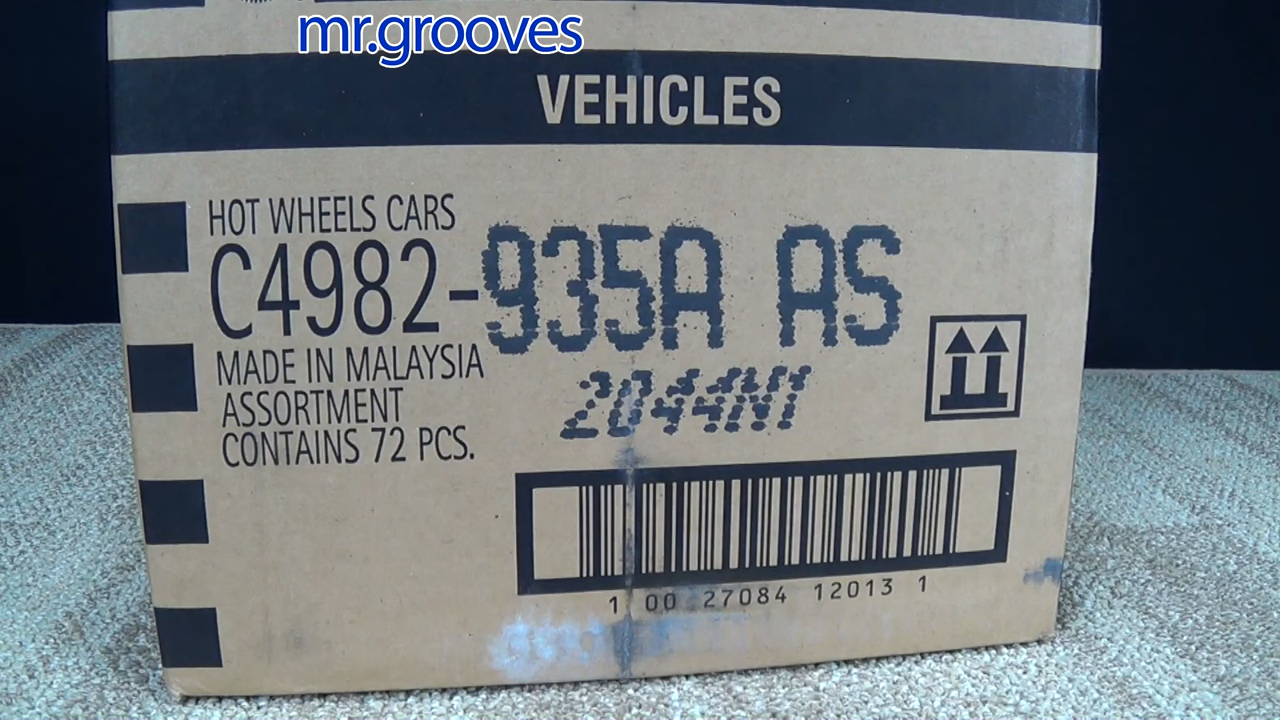 mr.grooves
VEHICLES
HOT WHEELS CARS
C4982-935A AS
MADE IN MALAYSIA
2044N1
ASSORTMENT
CONTAINS 72 PCS.
1 00 27084 12013 1